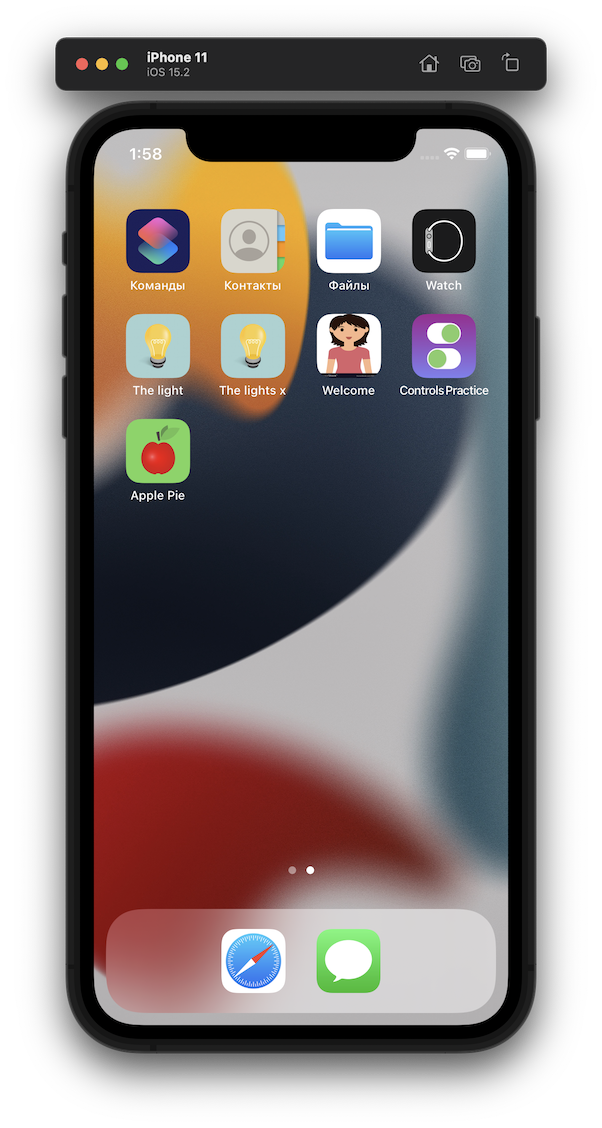 iPhone 11
iOS 15.2
1:58
Команды Контакты Файлы Watch
The light The lights x Welcome Controls Practice
Apple Pie